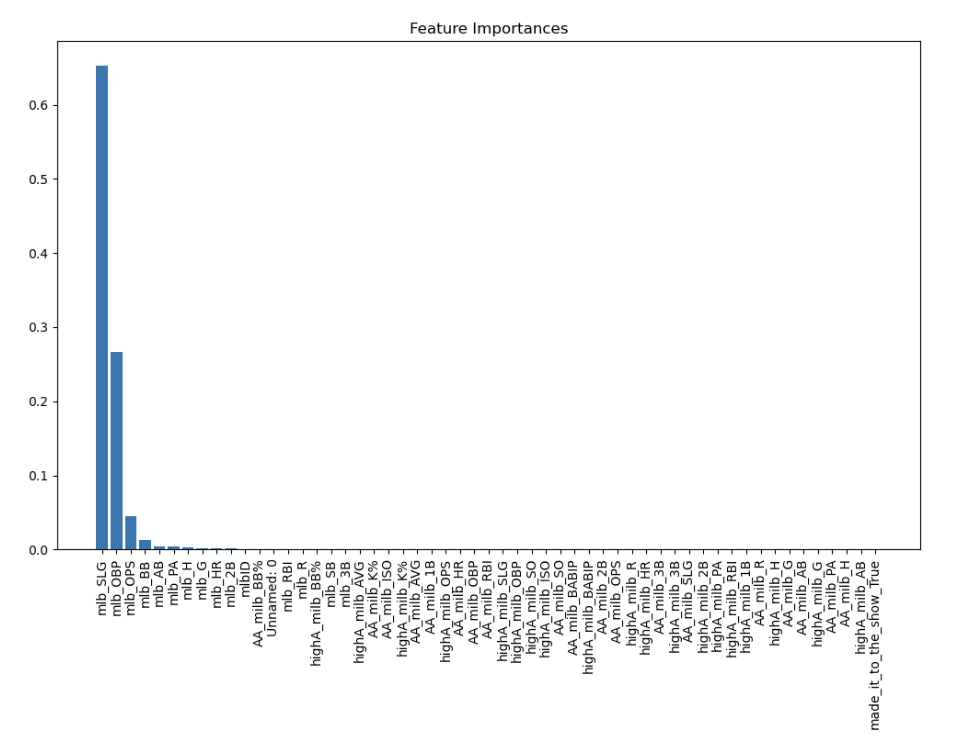 Feature Importances
0.6
0.5
0.4
0.3
0.2
0.1
0.0
mlb_SLG
mlb_OBP
mlb_OPS
mlb_BB
mlb_AB
mlb_PA
mlb_H
mlb_G
mlb_HR
mlb_2B
mlbID
AA_milb_BB%
Unnamed: 0
mlb_RBI
mlb_R
highA_milb_BB%
mlb_SB
mlb_3B
highA_milb_AVG
AA_milb_K%
AA_milb_ISO
highA_milb_K%
AA_milb_AVG
AA_milb_1B
highA_milb_OPS
AA_milb_HR
AA_milb_OBP
AA_milb_RBI
highA_milb_SLG
highA_milb_OBP
highA_milb_SO
highA_milb_ISO
AA_milb_SO
AA_milb_BABIP
highA_milb_BABIP
AA_milb_2B
AA_milb_OPS
highA_milb_R
highA_milb_HR
AA_milb_3B
highA_milb_3B
AA_milb_SLG
highA_milb_2B
highA_milb_PA
highA_milb_RBI
highA_milb_1B
AA_milb_R
highA_milb_H
AA_milb_G
AA_milb_AB
highA_milb_G
AA_milb_PA
AA_milb_H
highA_milb_AB
made_it_to_the_show_True